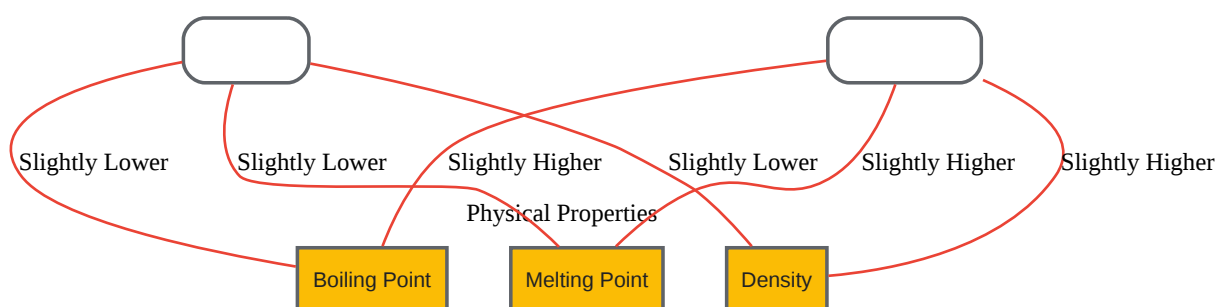 Slightly Lower
Slightly Lower
Slightly Higher
Slightly Lower
Slightly Higher
Slightly Higher
Physical Properties
Boiling Point
Melting Point
Density